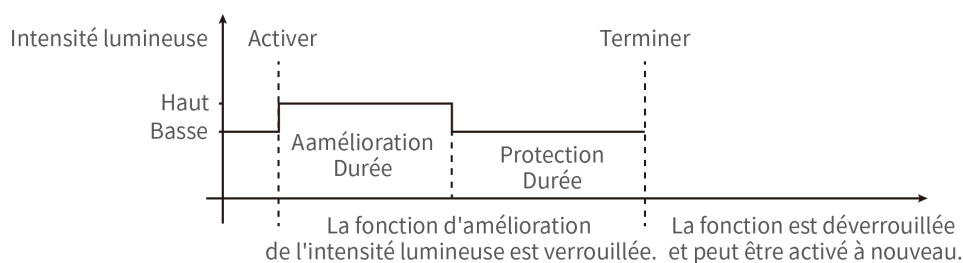 Intensité lumineuse
Activer
Terminer
Haut
Basse
Aamélioration
Durée
Protection
Durée
La fonction d'amélioration
de l'intensité lumineuse est verrouillée.
La fonction est déverrouillée
et peut être activé à nouveau.